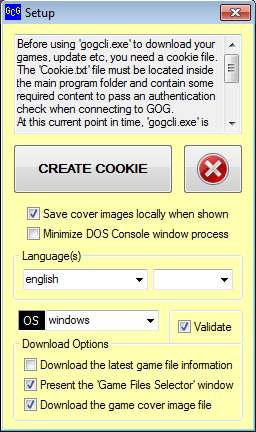 GcG Setup
Before using 'gogcli.exe' to download your
games, update etc, you need a cookie file.
The 'Cookie.txt' file must be located inside
the main program folder and contain some
required content to pass an authentication
check when connecting to GOG.
At this current point in time, 'gogcli.exe' is
CREATE COOKIE
Save cover images locally when shown
Minimize DOS Console window process
Language(s)
english
OS windows
Validate
Download Options
Download the latest game file information
Present the 'Game Files Selector' window
Download the game cover image file